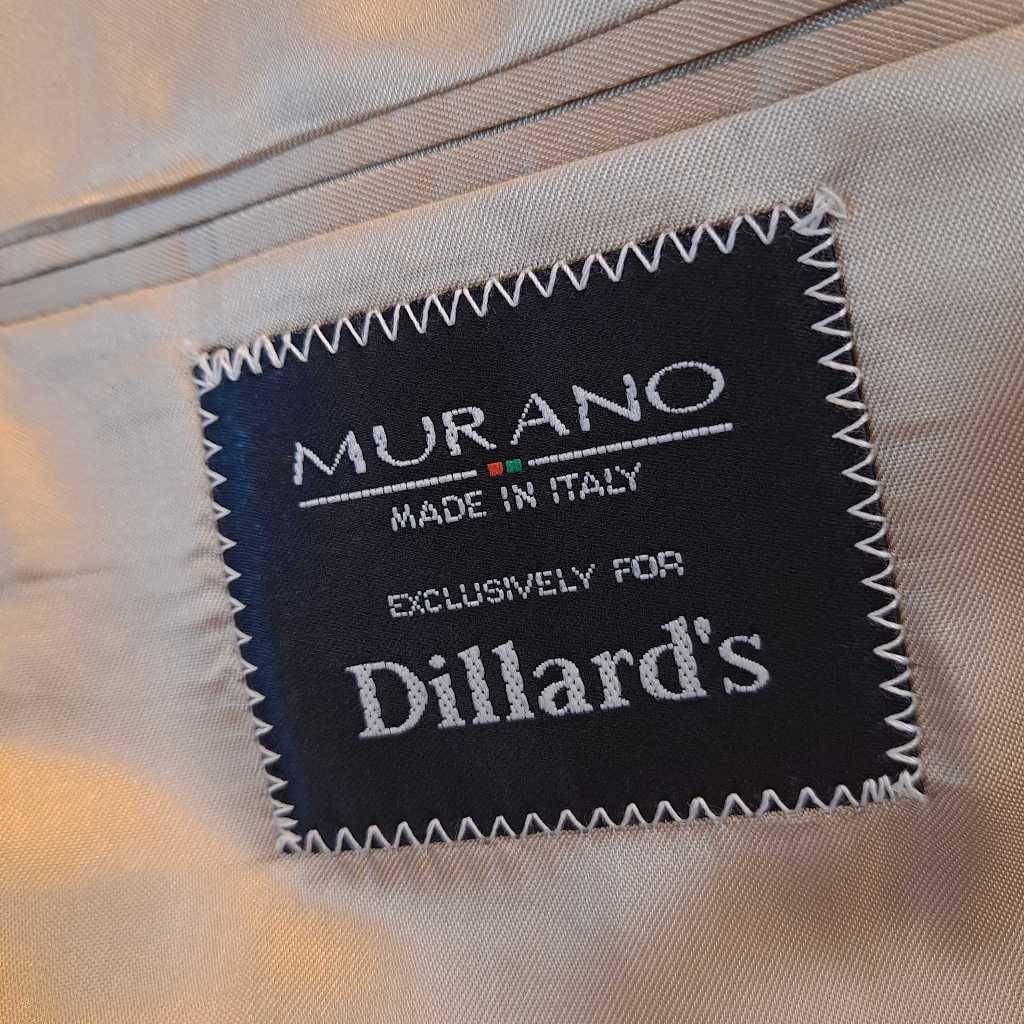 MURANO
MADE IN ITALY
EXCLUSIVELY FOR
Dillard's